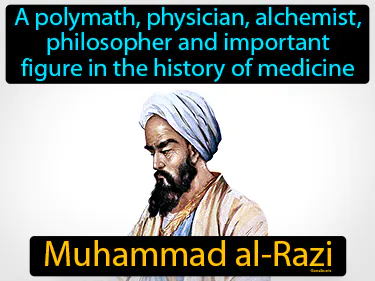 A polymath, physician, alchemist,
philosopher and important
figure in the history of medicine
Muhammad al-Razi